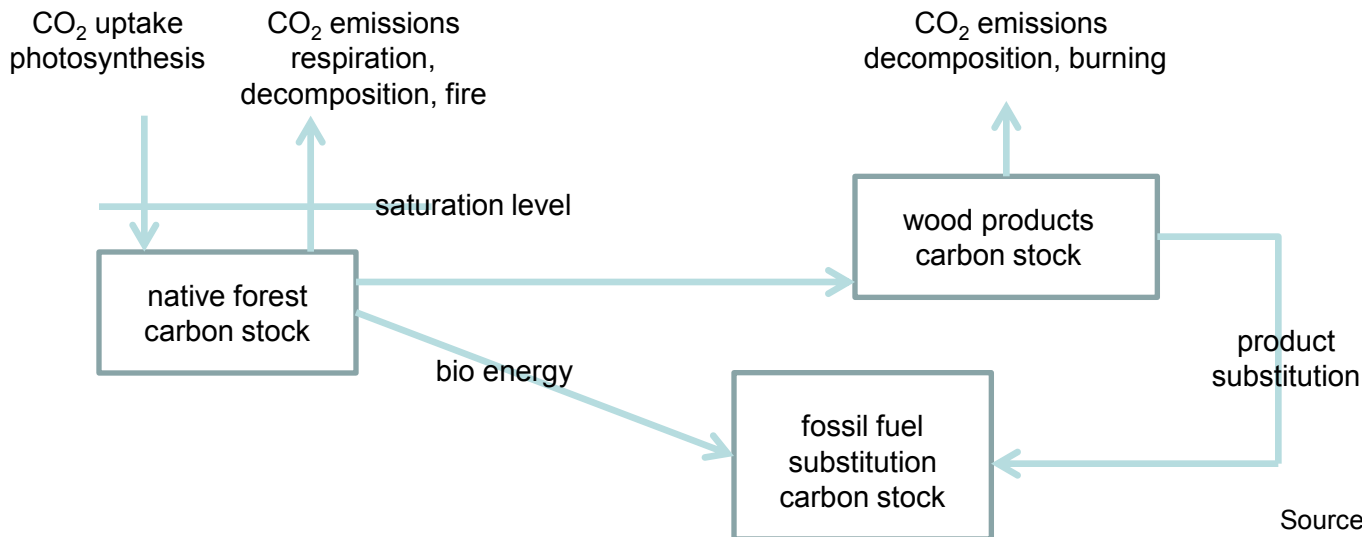 CO₂ uptake
photosynthesis
CO₂ emissions
respiration,
decomposition, fire
CO₂ emissions
decomposition, burning
saturation level
wood products
carbon stock
native forest
carbon stock
bio energy
product
substitution
fossil fuel
substitution
carbon stock
Source